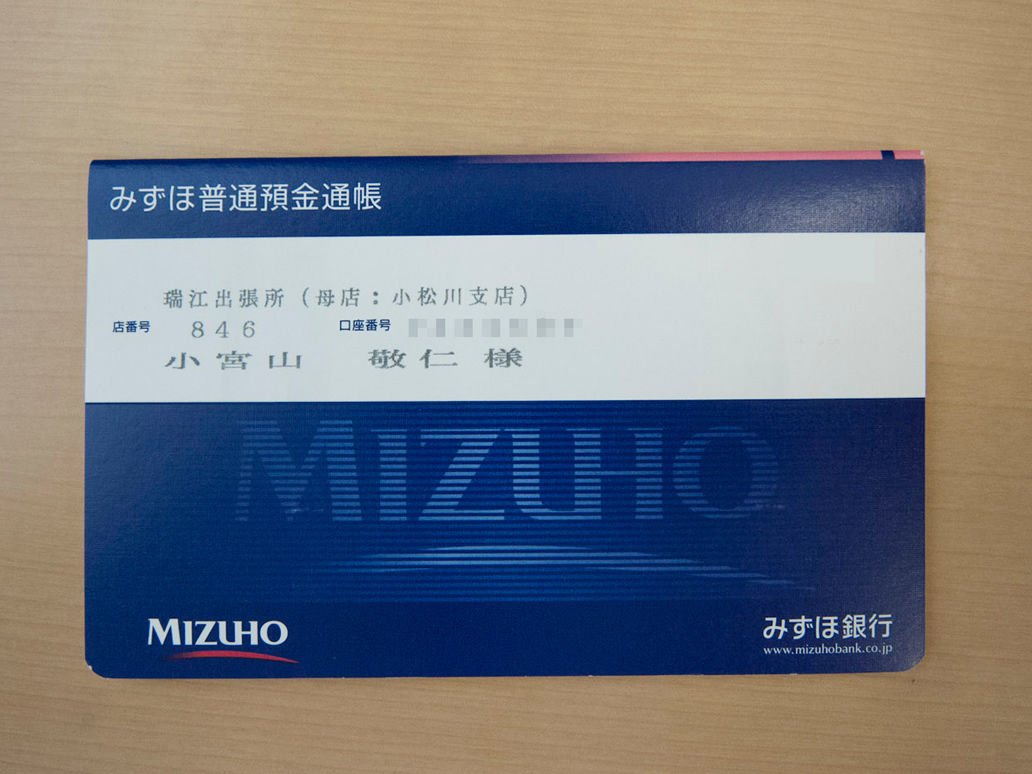 みずほ普通預金通帳
瑞江出張所(母店:小松川支店)
店番号 846 口座番号
小宮山 敬仁 様
MIZUHO
MIZUHO
みずほ銀行
www.mizuhobank.co.jp